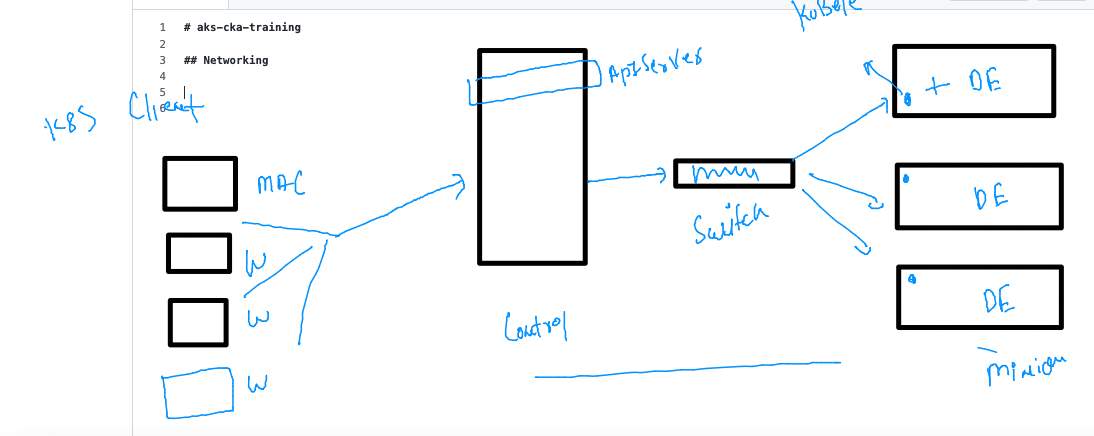 1 # aks-cka-training
2
3 ## Networking
4
5
6
K8S Client
MAC
W
W
W
ApiServer
Control
Switch
+ DE
DE
DE
minion